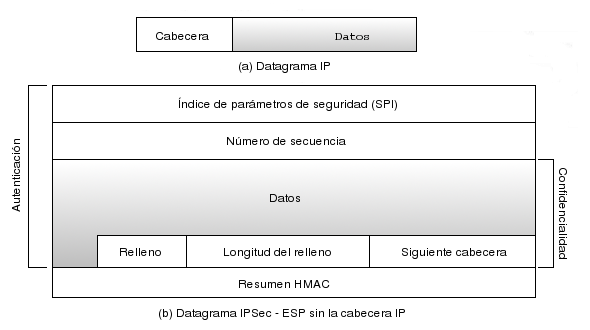 Cabecera Datos
(a) Datagrama IP
Índice de parámetros de seguridad (SPI)
Número de secuencia
Autenticación
Datos
Confidencialidad
Relleno Longitud del relleno Siguiente cabecera
Resumen HMAC
(b) Datagrama IPSec - ESP sin la cabecera IP